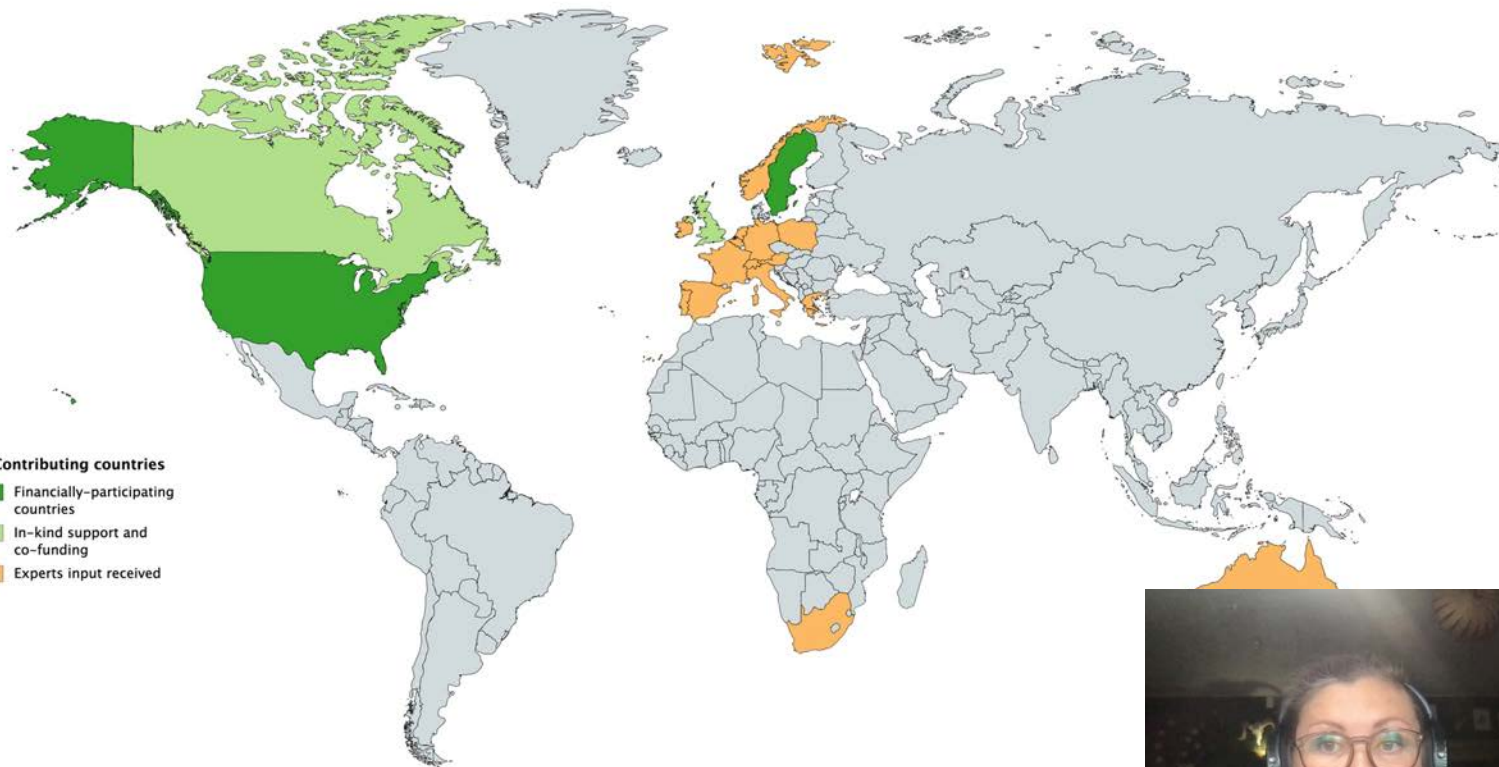 Contributing countries
Financially-participating
countries
In-kind support and
co-funding
Experts input received